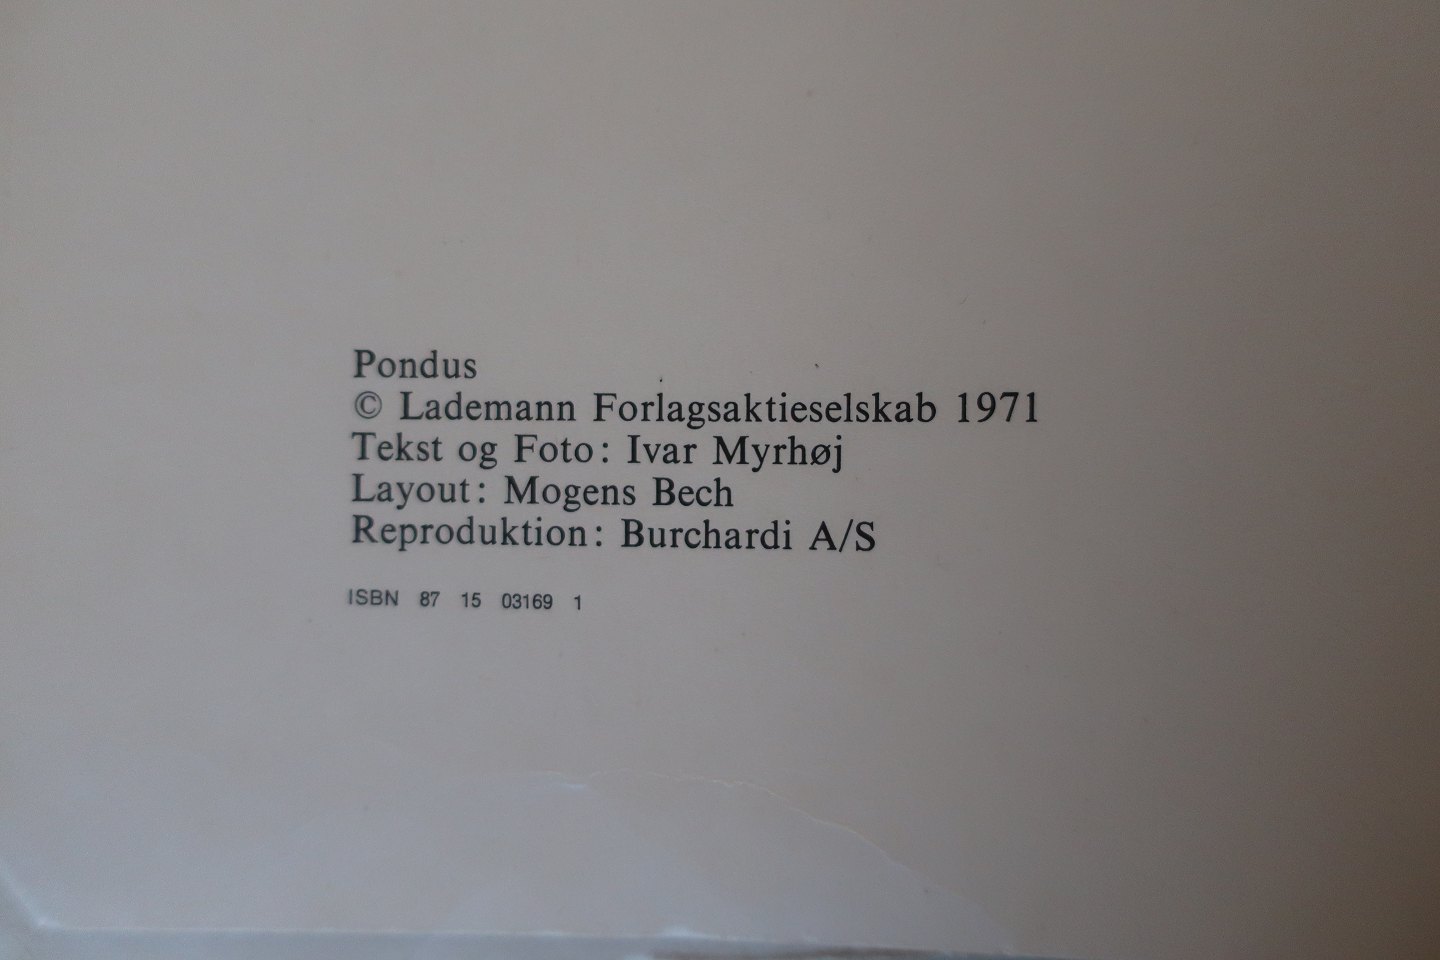 Pondus
© Lademann Forlagsaktieselskab 1971
Tekst og Foto: Ivar Myrhøj
Layout: Mogens Bech
Reproduktion: Burchardi A/S
ISBN 87 15 03169 1